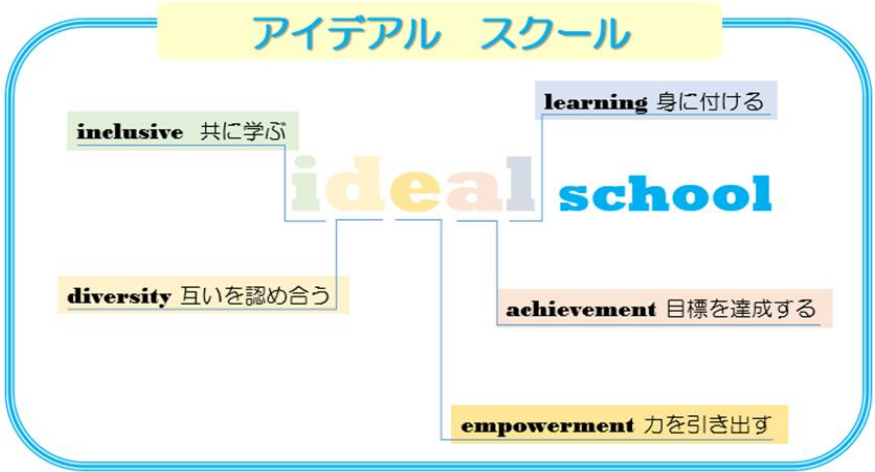 アイデアル　スクール
learning 身に付ける
inclusive 共に学ぶ
ideal school
diversity 互いを認め合う
achievement 目標を達成する
empowerment 力を引き出す